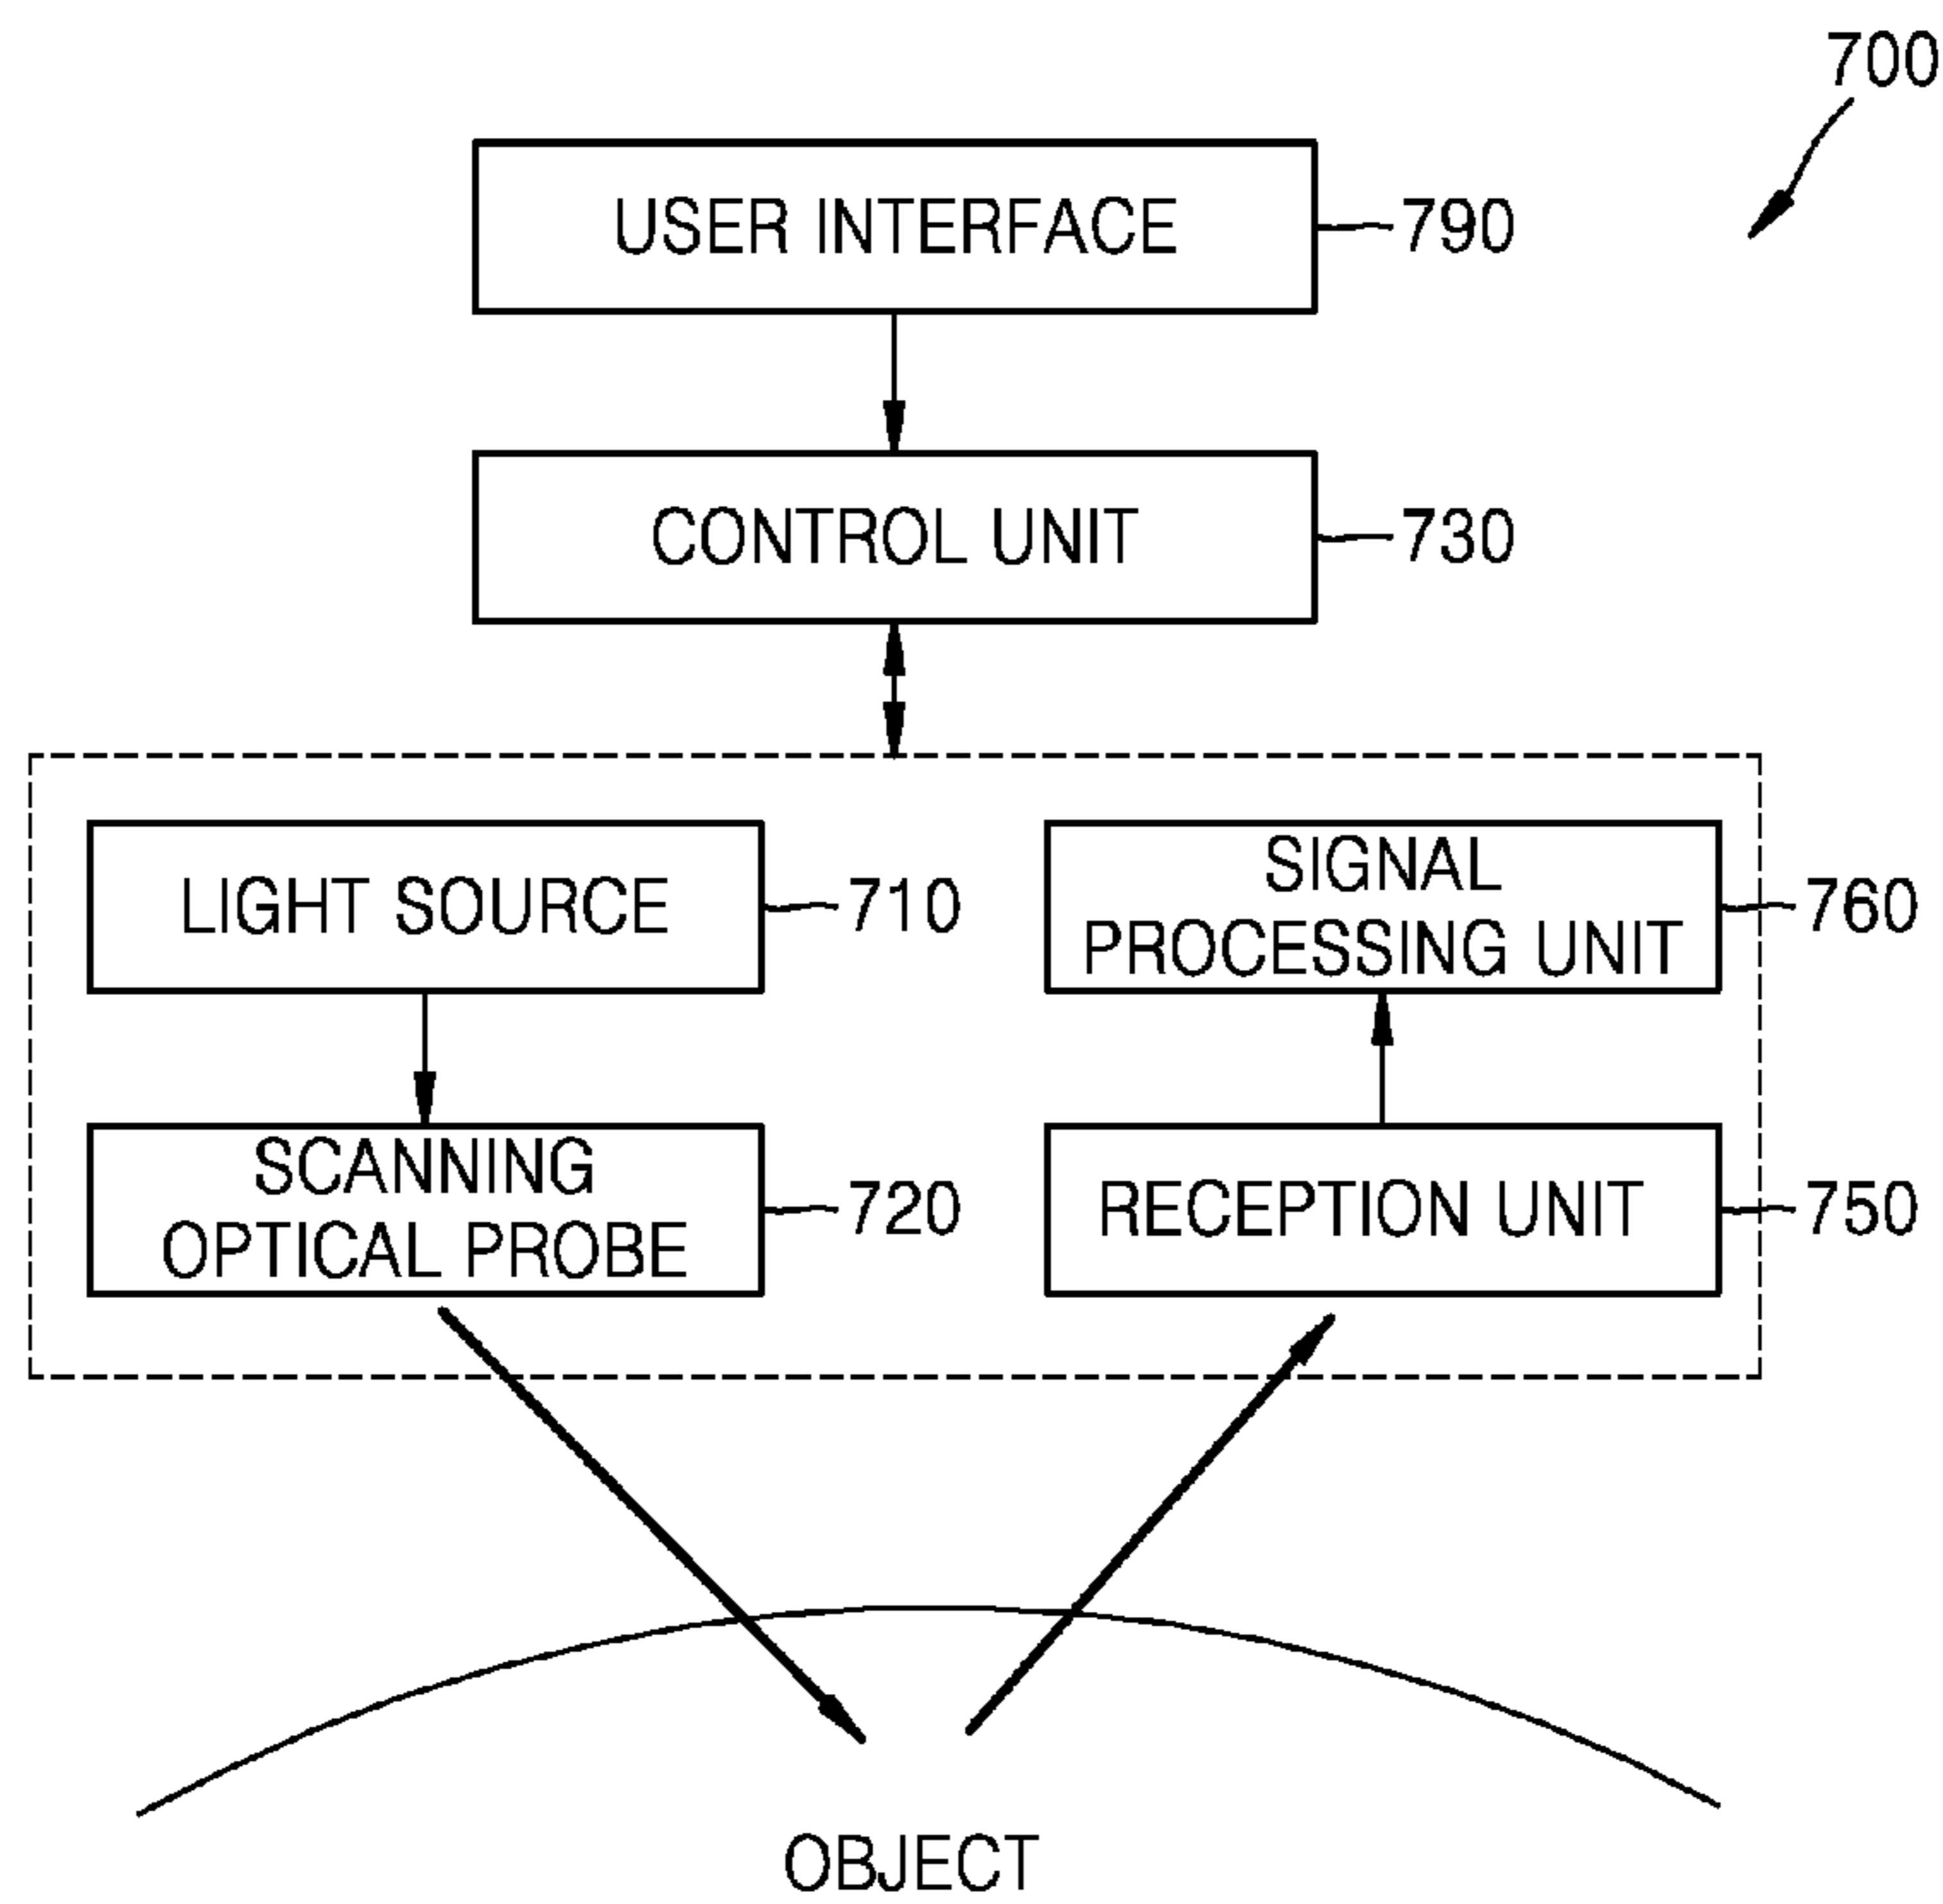 700
USER INTERFACE
790
CONTROL UNIT
730
LIGHT SOURCE
710
SIGNAL
PROCESSING UNIT
760
SCANNING
OPTICAL PROBE
720
RECEPTION UNIT
750
OBJECT